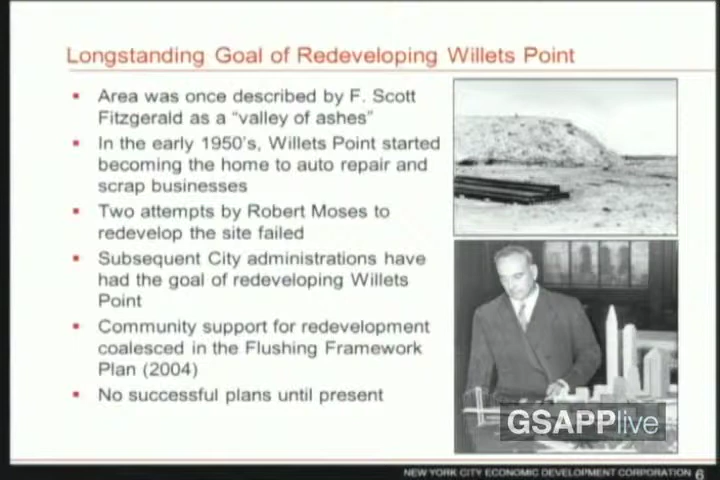 Longstanding Goal of Redeveloping Willets Point
▪ Area was once described by F. Scott
Fitzgerald as a “valley of ashes”
▪ In the early 1950’s, Willets Point started
becoming the home to auto repair and
scrap businesses
▪ Two attempts by Robert Moses to
redevelop the site failed
▪ Subsequent City administrations have
had the goal of redeveloping Willets
Point
▪ Community support for redevelopment
coalesced in the Flushing Framework
Plan (2004)
▪ No successful plans until present
GSAPPlive
NEW YORK CITY ECONOMIC DEVELOPMENT CORPORATION 6